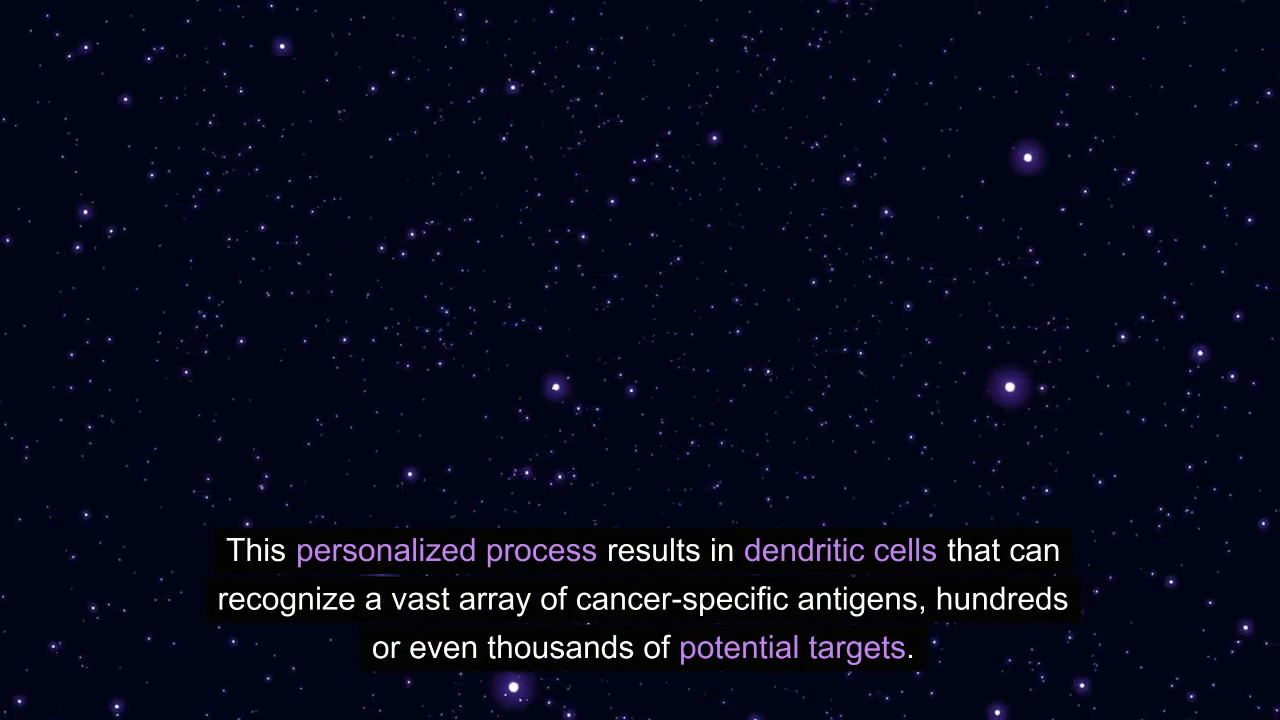 This personalized process results in dendritic cells that can
recognize a vast array of cancer-specific antigens, hundreds
or even thousands of potential targets.